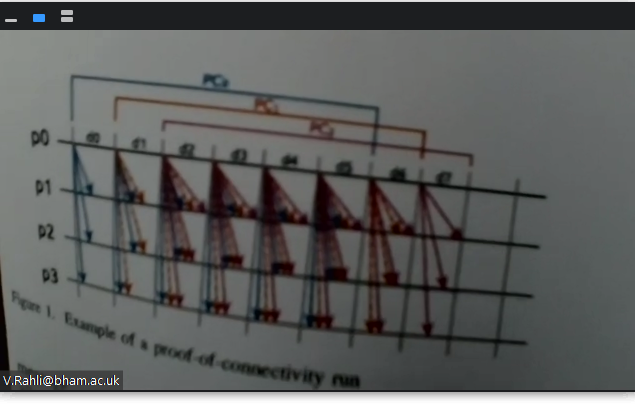 PC₀
PC₁
PC₂
p0 d0 d1 d2 d3 d4 d5 d6 d7
p1
p2
p3
Figure 1. Example of a proof-of-connectivity run
V.Rahli@bham.ac.uk